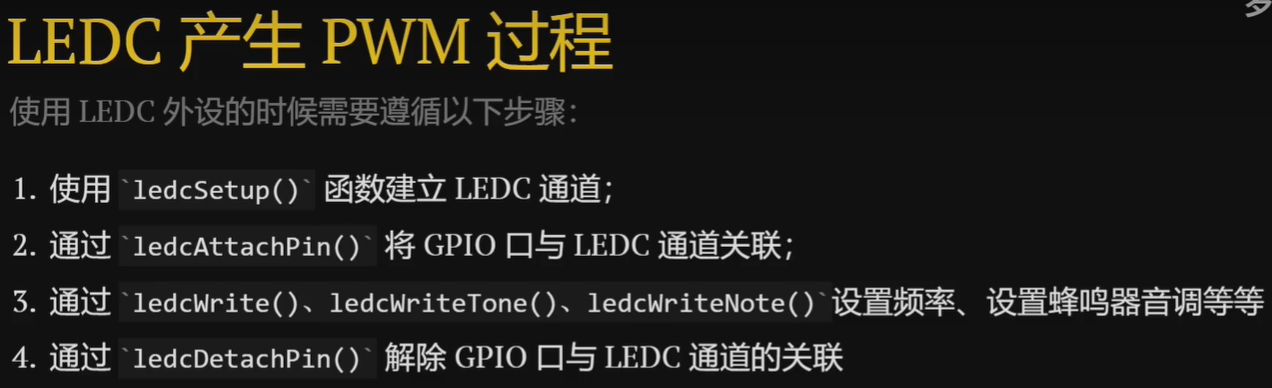 LEDC 产生 PWM 过程
使用 LEDC 外设的时候需要遵循以下步骤：
1. 使用 `ledcSetup()` 函数建立 LEDC 通道；
2. 通过 `ledcAttachPin()` 将 GPIO 口与 LEDC 通道关联；
3. 通过 `ledcWrite()、ledcWriteTone()、ledcWriteNote()`设置频率、设置蜂鸣器音调等等
4. 通过 `ledcDetachPin()` 解除 GPIO 口与 LEDC 通道的关联